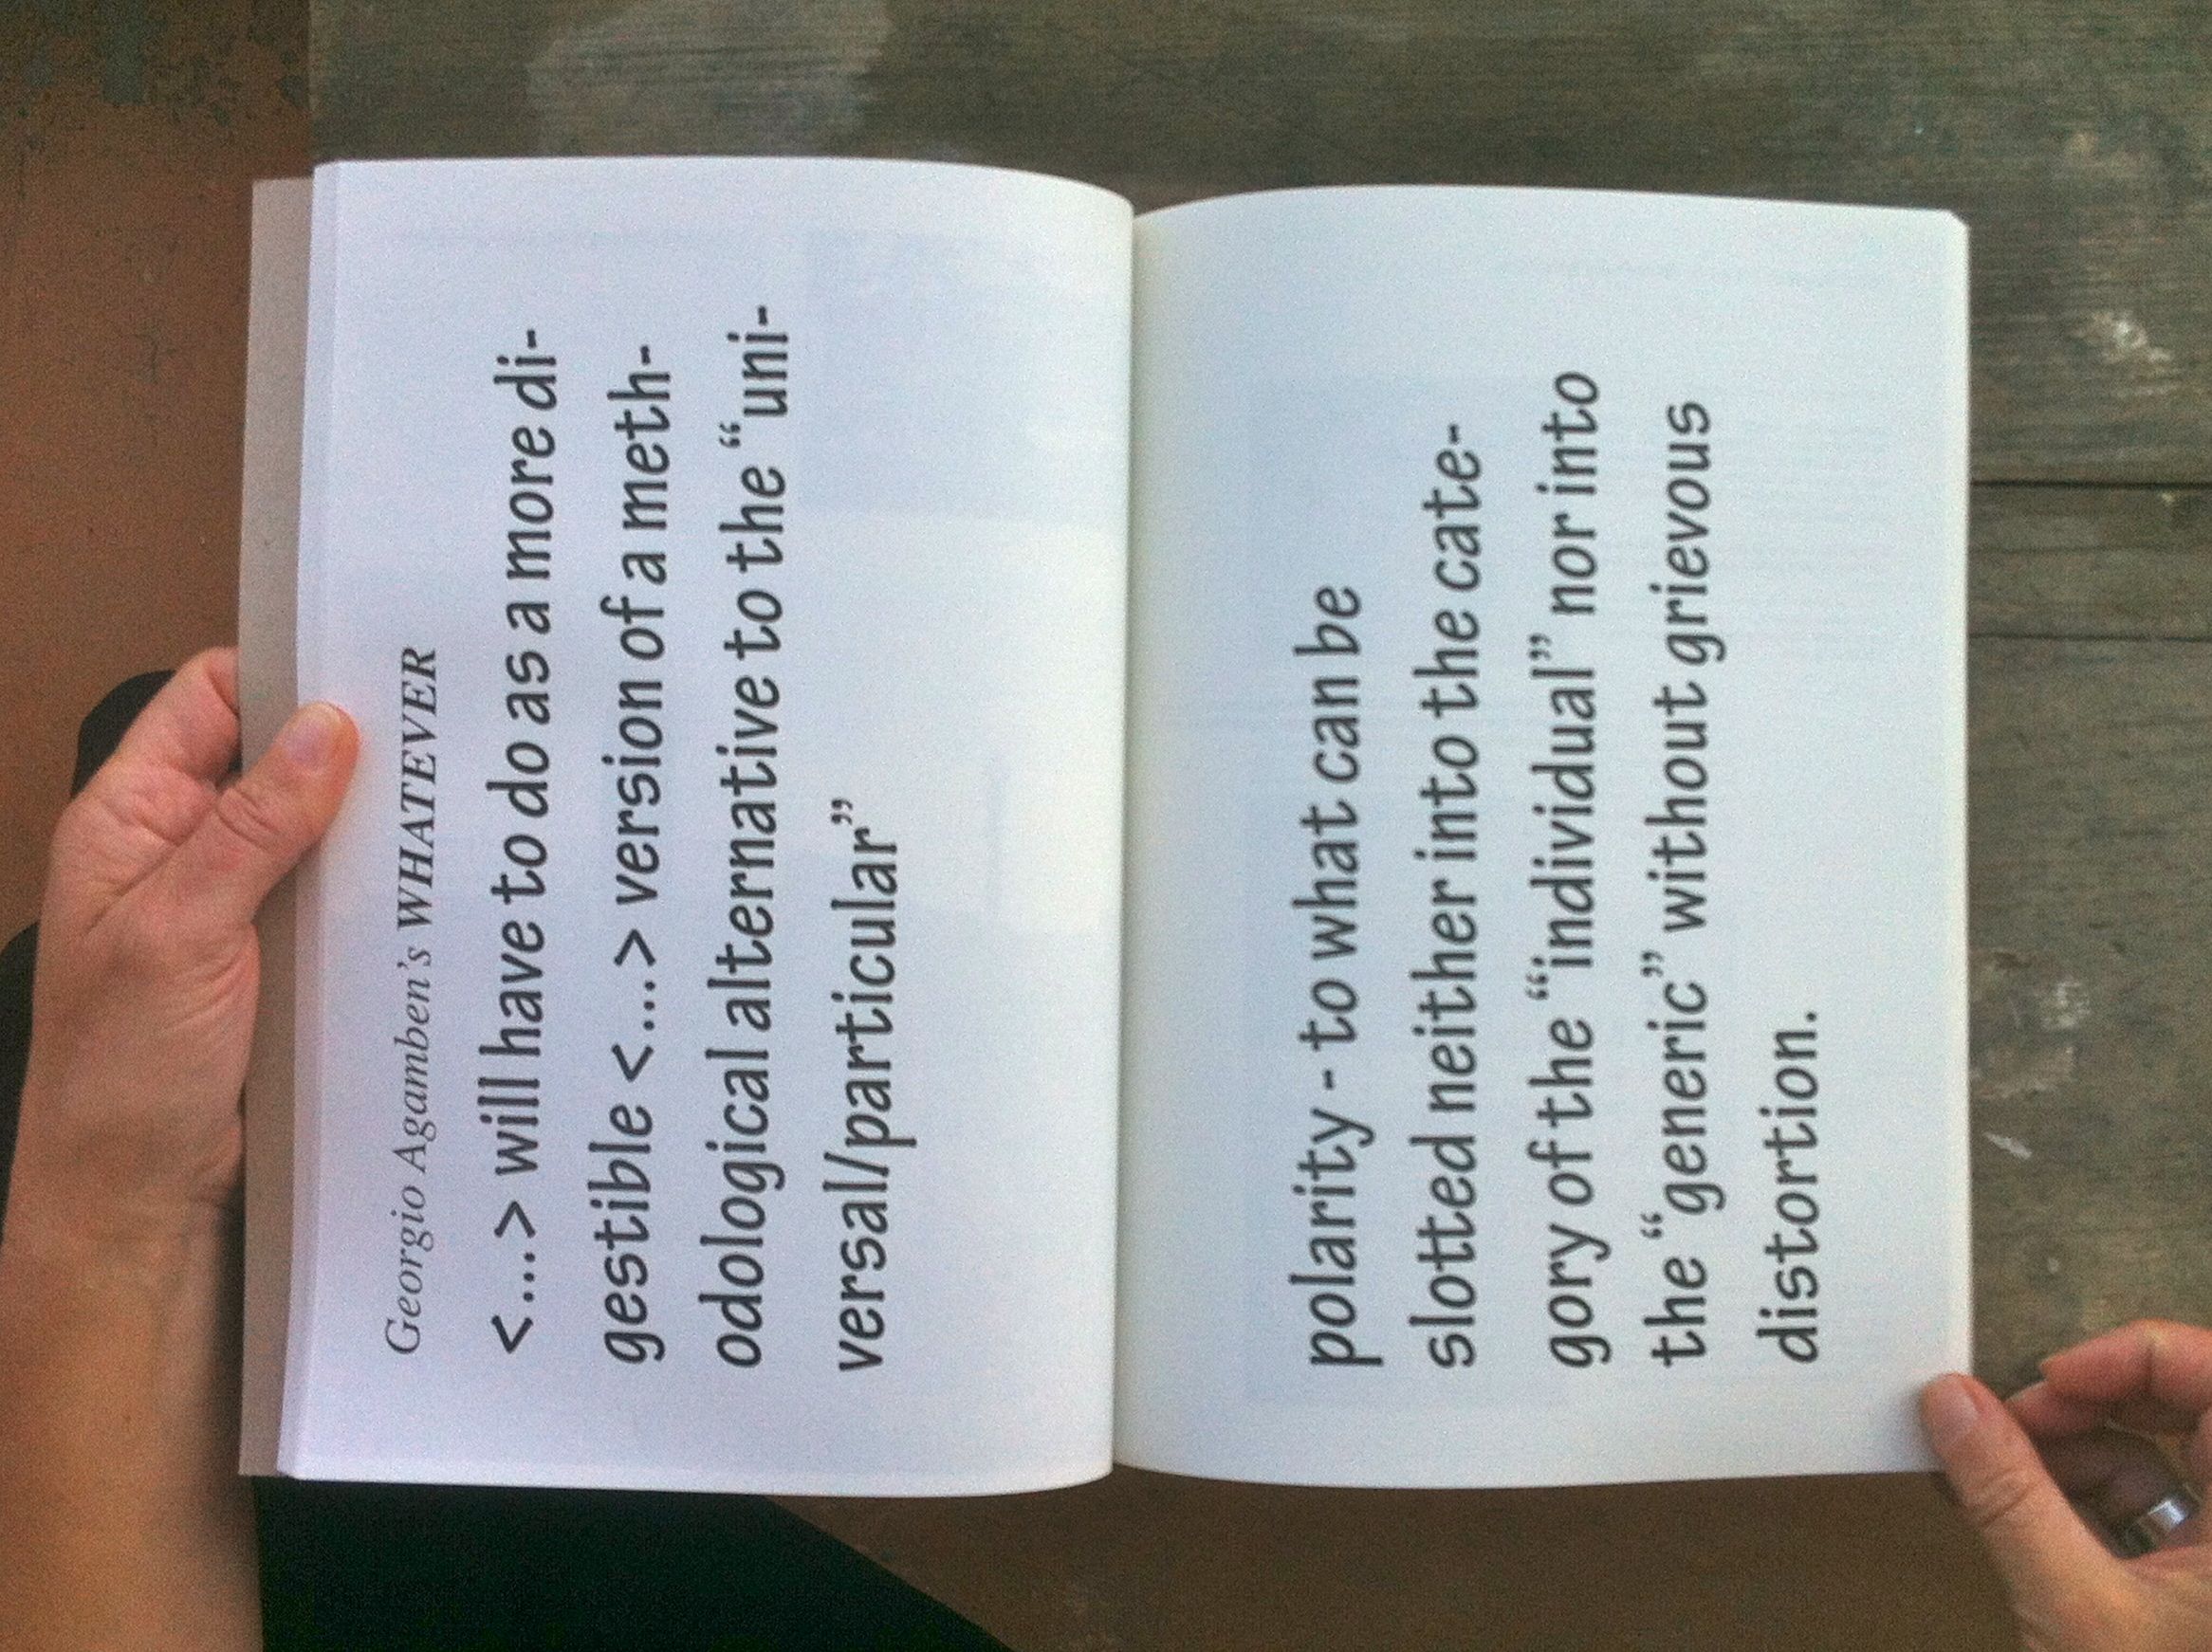 Georgio Agamben's WHATEVER
<...> will have to do as a more di-
gestible <...> version of a meth-
odological alternative to the “uni-
versal/particular”
polarity - to what can be
slotted neither into the cate-
gory of the “individual” nor into
the “generic” without grievous
distortion.